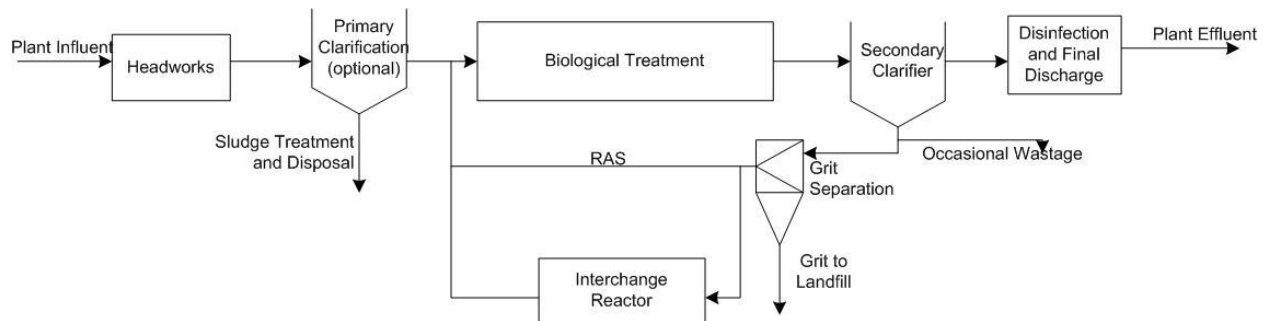 Plant Influent
Headworks
Primary
Clarification
(optional)
Biological Treatment
Secondary
Clarifier
Disinfection
and Final
Discharge
Plant Effluent
Sludge Treatment
and Disposal
RAS
Grit
Separation
Occasional Wastage
Interchange
Reactor
Grit to
Landfill